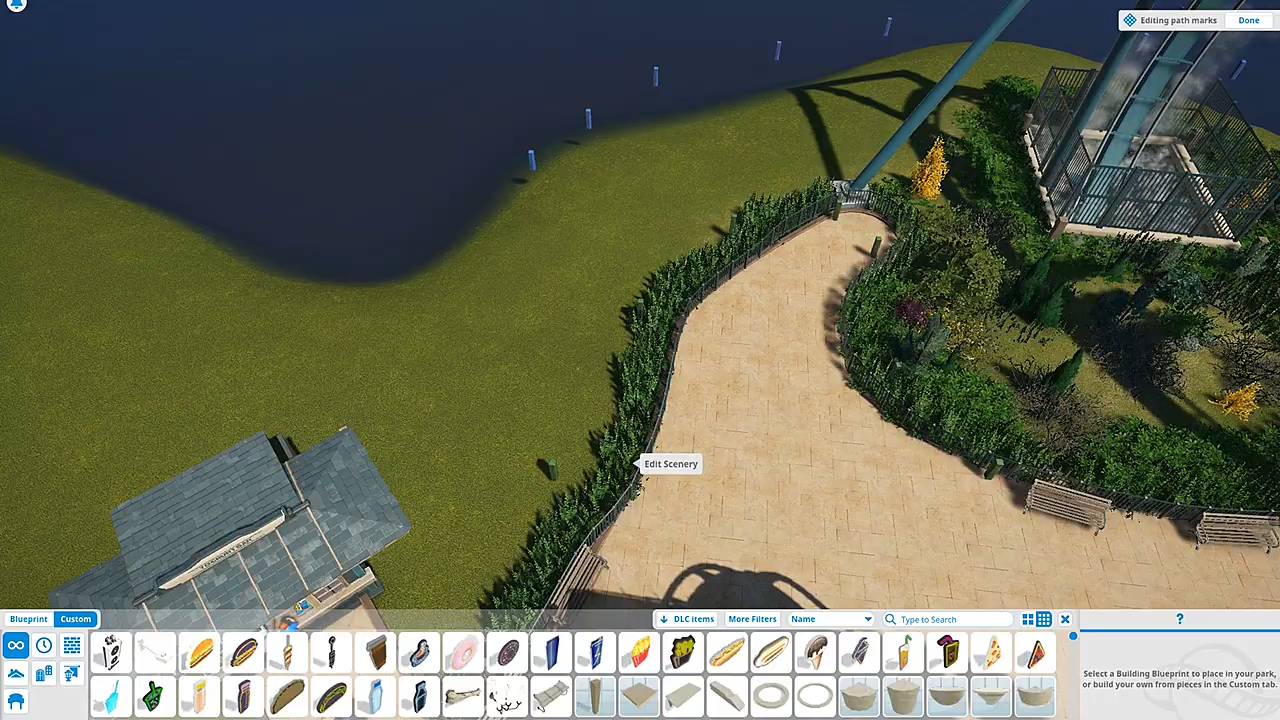 Editing path marks Done
Edit Scenery
Blueprint Custom DLC items More Filters Name Type to Search ?
Select a Building Blueprint to place in your park,
or build your own from pieces in the Custom tab.